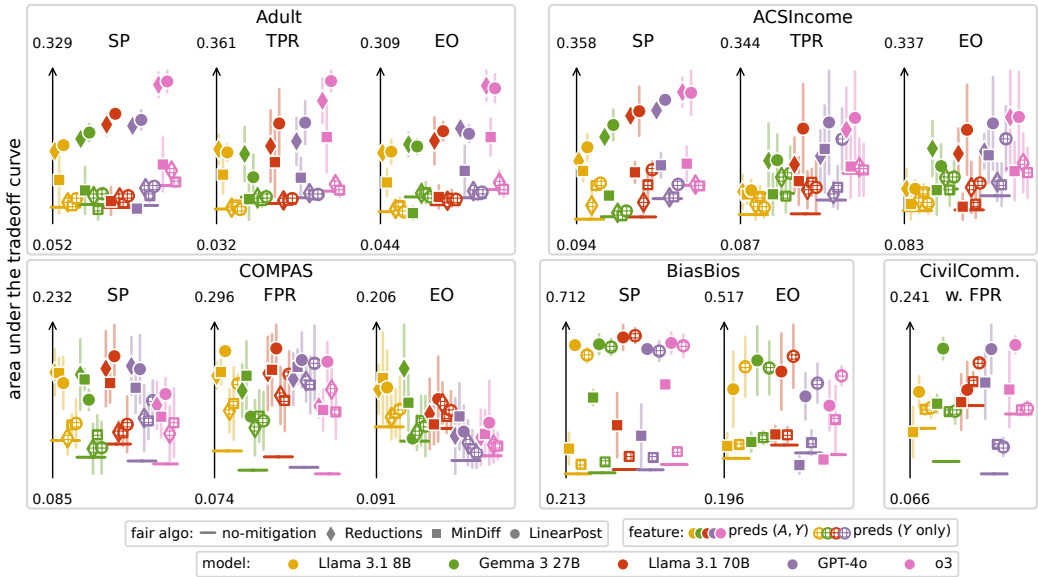 Adult
SP
TPR
EO
0.329
0.361
0.309
0.052
0.032
0.044
ACSIncome
SP
TPR
EO
0.358
0.344
0.337
0.094
0.087
0.083
area under the tradeoff curve
COMPAS
SP
FPR
EO
0.232
0.296
0.206
0.085
0.074
0.091
BiasBios
SP
EO
0.712
0.517
0.213
0.196
CivilComm.
0.241 w. FPR
0.066
fair algo: no-mitigation Reductions MinDiff LinearPost
feature: preds (A, Y) preds (Y only)
model: Llama 3.1 8B Gemma 3 27B Llama 3.1 70B GPT-4o o3